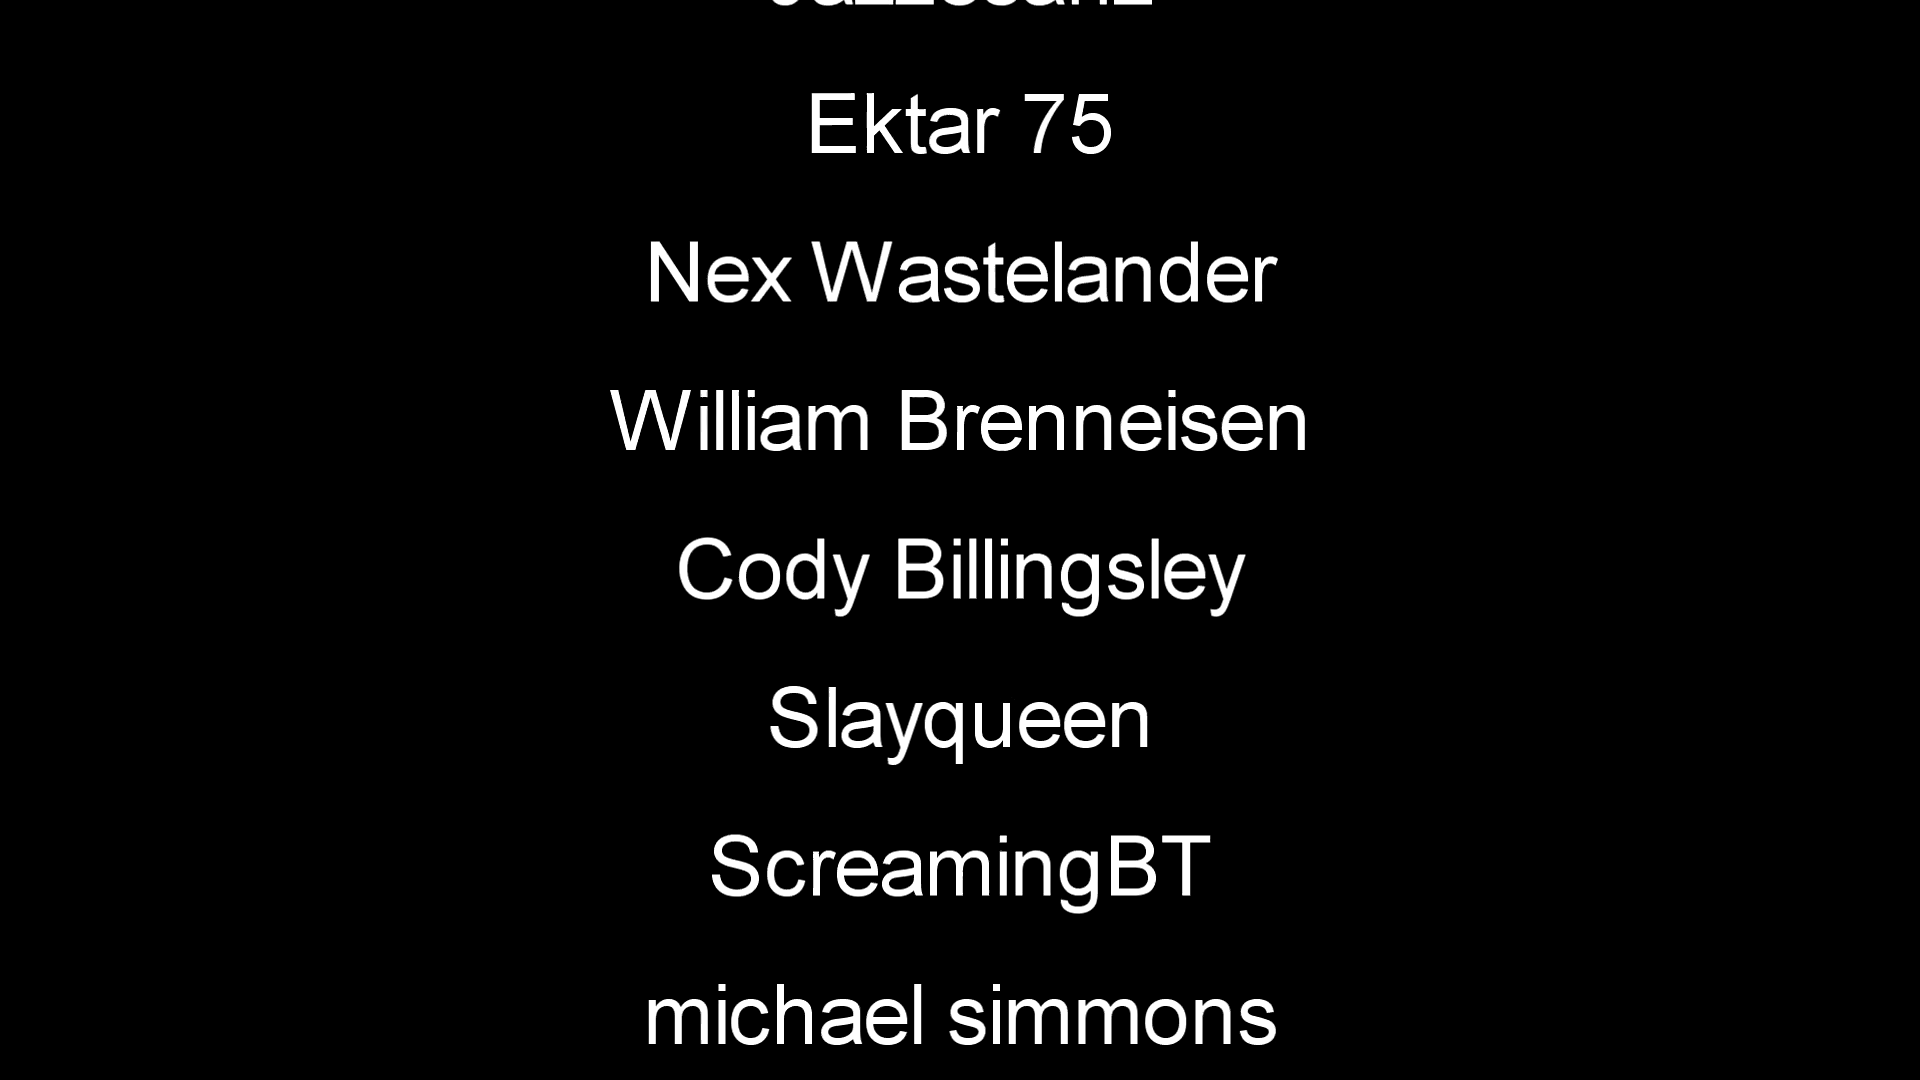 Ektar 75
Nex Wastelander
William Brenneisen
Cody Billingsley
Slayqueen
ScreamingBT
michael simmons